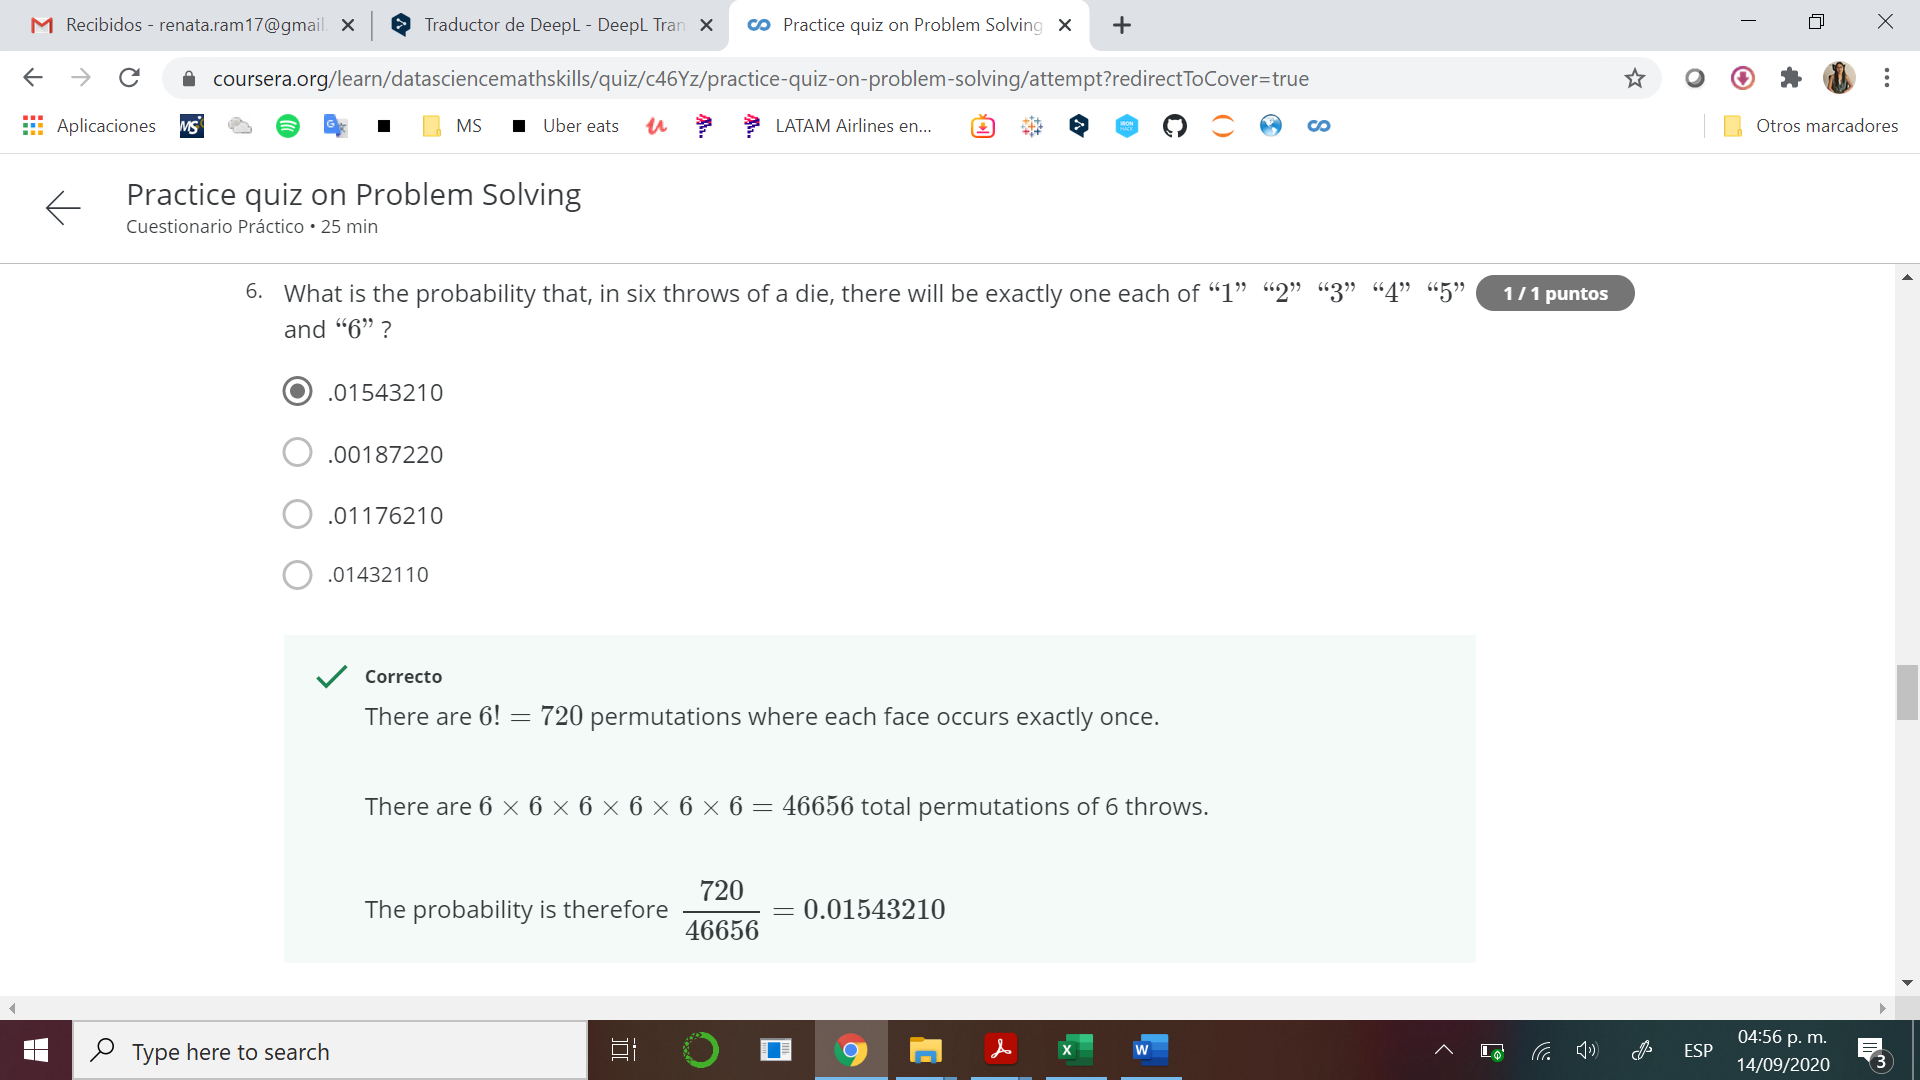 Recibidos - renata.ram17@gmail.
Traductor de DeepL - DeepL Tran
Practice quiz on Problem Solving
coursera.org/learn/datasciencemathskills/quiz/c46Yz/practice-quiz-on-problem-solving/attempt?redirectToCover=true
Aplicaciones
MS
MS
Uber eats
LATAM Airlines en...
Otros marcadores
Practice quiz on Problem Solving
Cuestionario Práctico • 25 min
6. What is the probability that, in six throws of a die, there will be exactly one each of “1” “2” “3” “4” “5”
and “6” ?
1 / 1 puntos
.01543210
.00187220
.01176210
.01432110
Correcto
There are 6! = 720 permutations where each face occurs exactly once.
There are 6 × 6 × 6 × 6 × 6 × 6 = 46656 total permutations of 6 throws.
The probability is therefore 720/46656 = 0.01543210
Type here to search
ESP
04:56 p. m.
14/09/2020
3